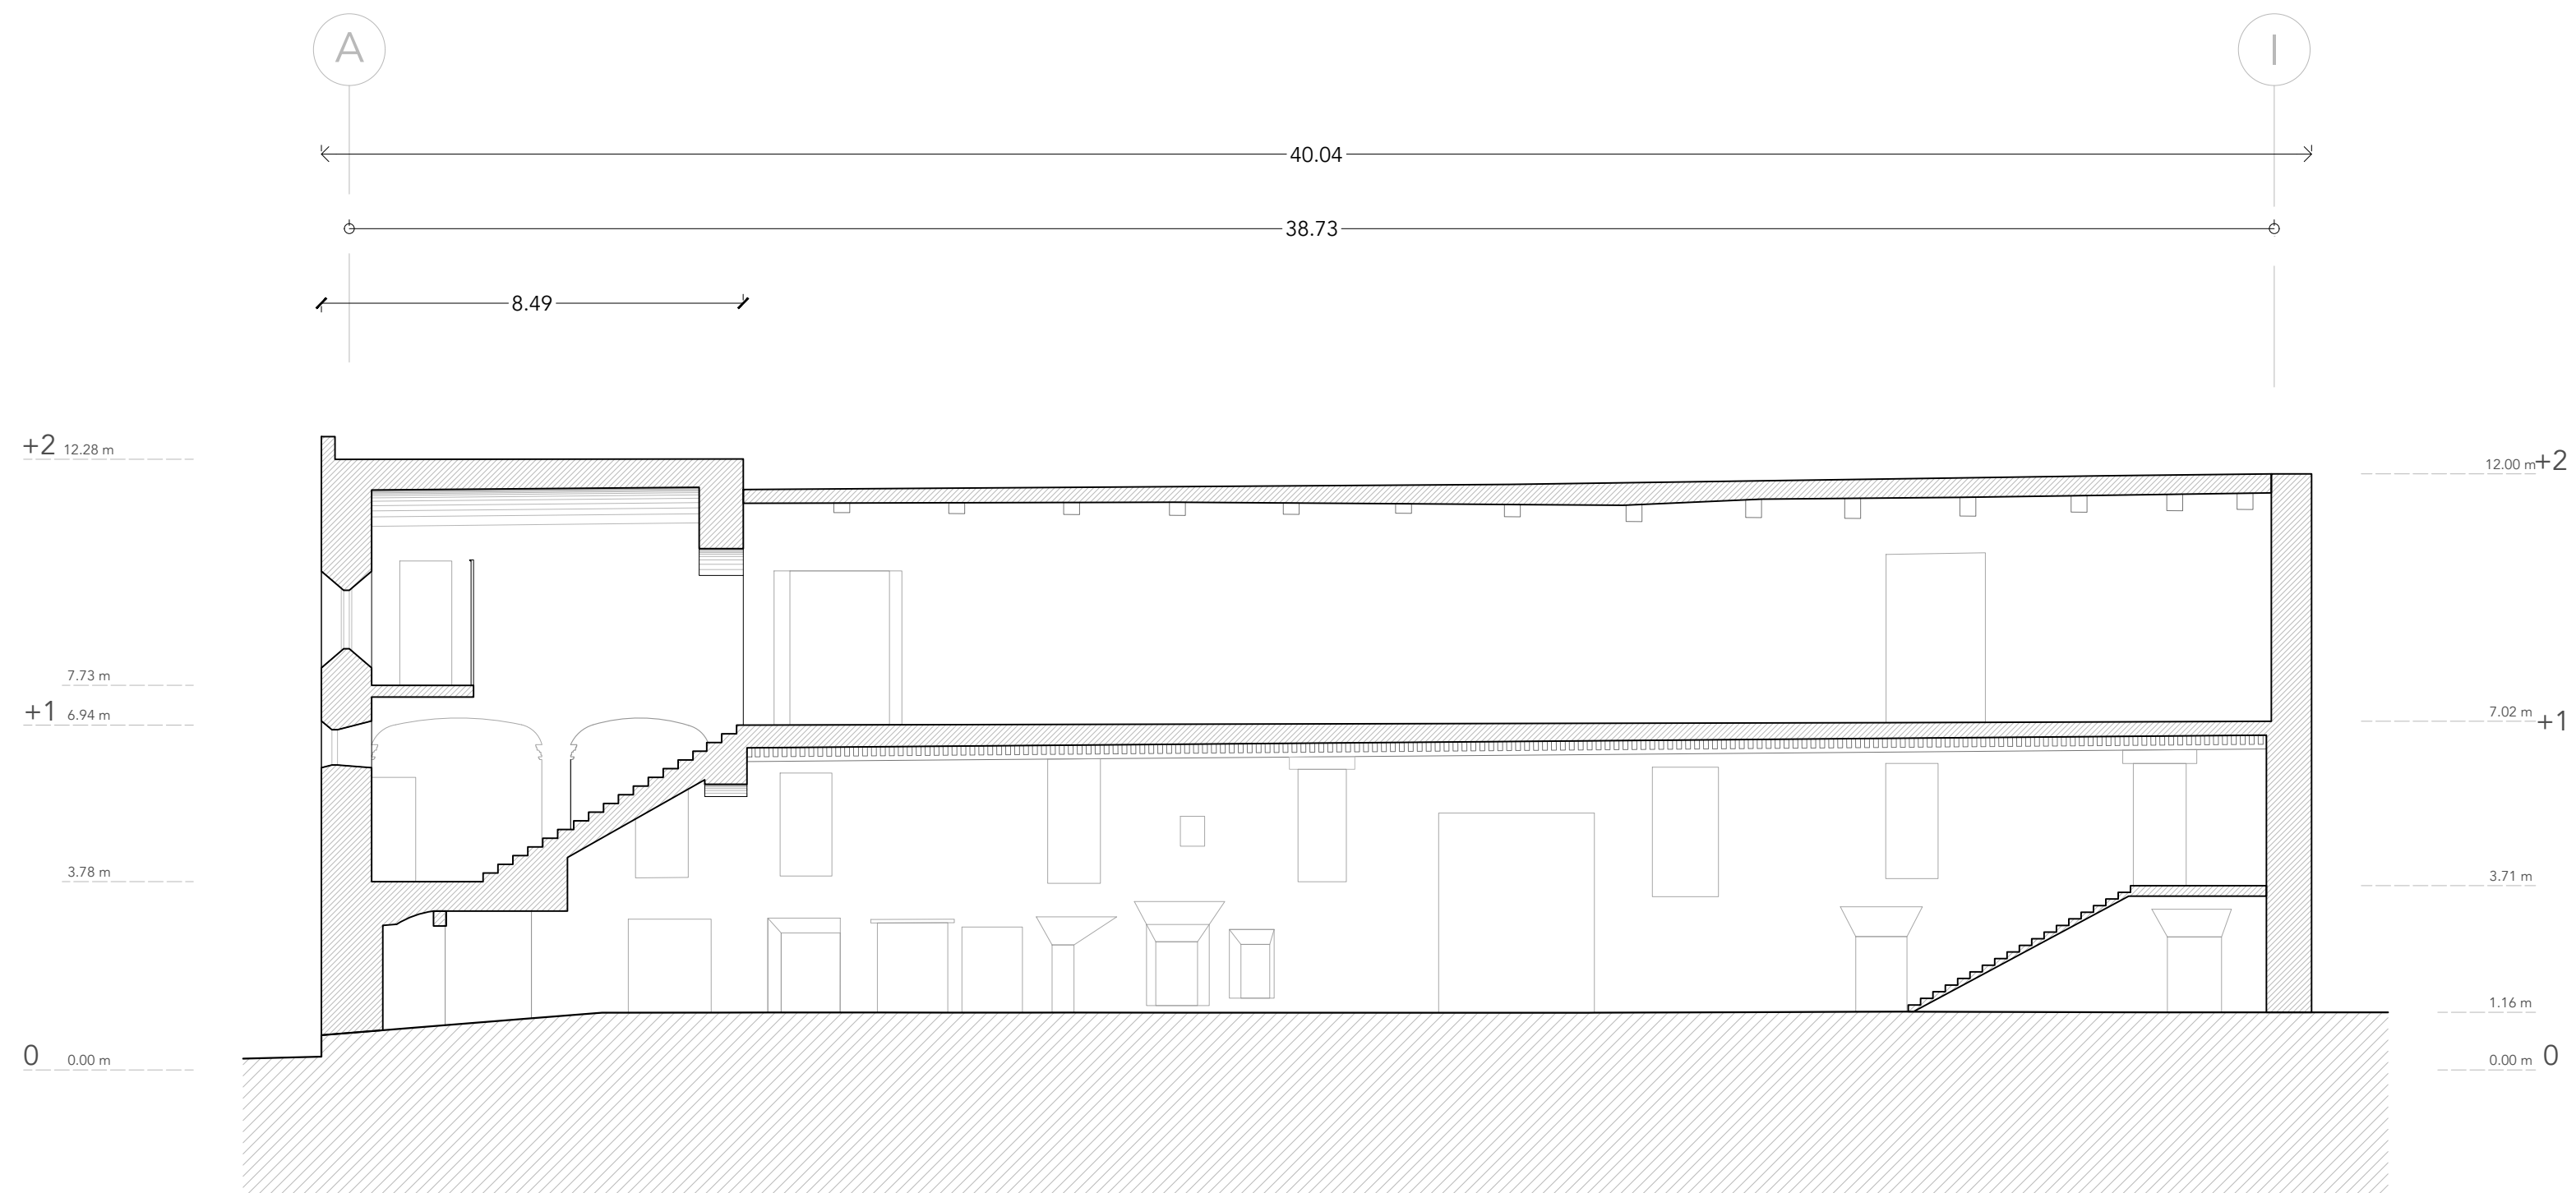 A I
40.04
38.73
8.49
+2 12.28 m
12.00 m +2
7.73 m
+1 6.94 m
7.02 m +1
3.78 m
3.71 m
1.16 m
0 0.00 m
0.00 m 0